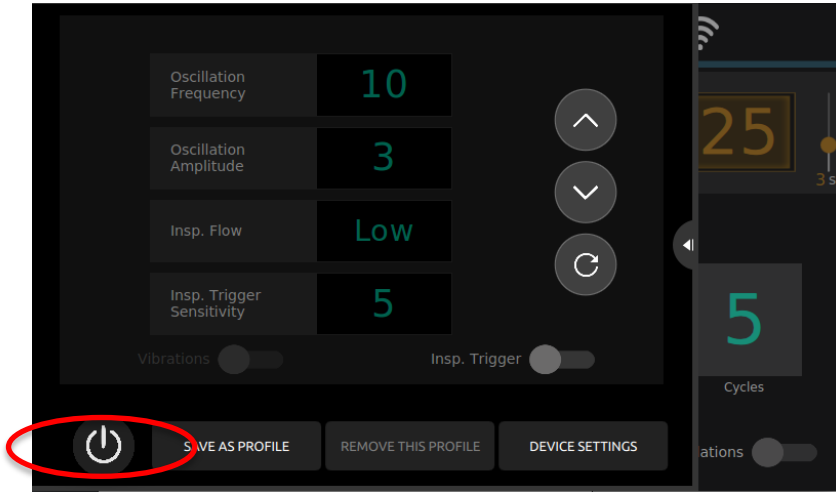 Oscillation
Frequency
10
25
Oscillation
Amplitude
3
3 s
Insp. Flow
Low
Insp. Trigger
Sensitivity
5
5
Vibrations
Insp. Trigger
Cycles
SAVE AS PROFILE
REMOVE THIS PROFILE
DEVICE SETTINGS
ations